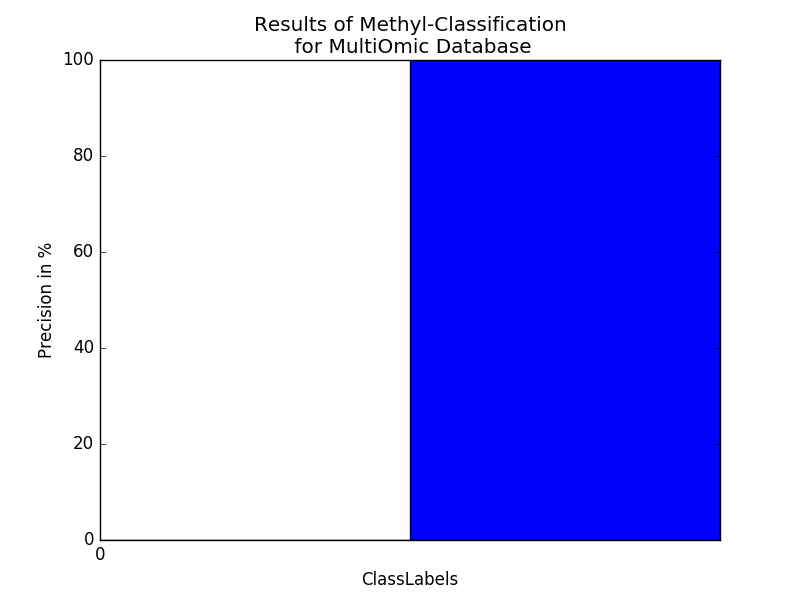 Results of Methyl-Classification
for MultiOmic Database
100
80
60
40
20
0
0
Precision in %
ClassLabels